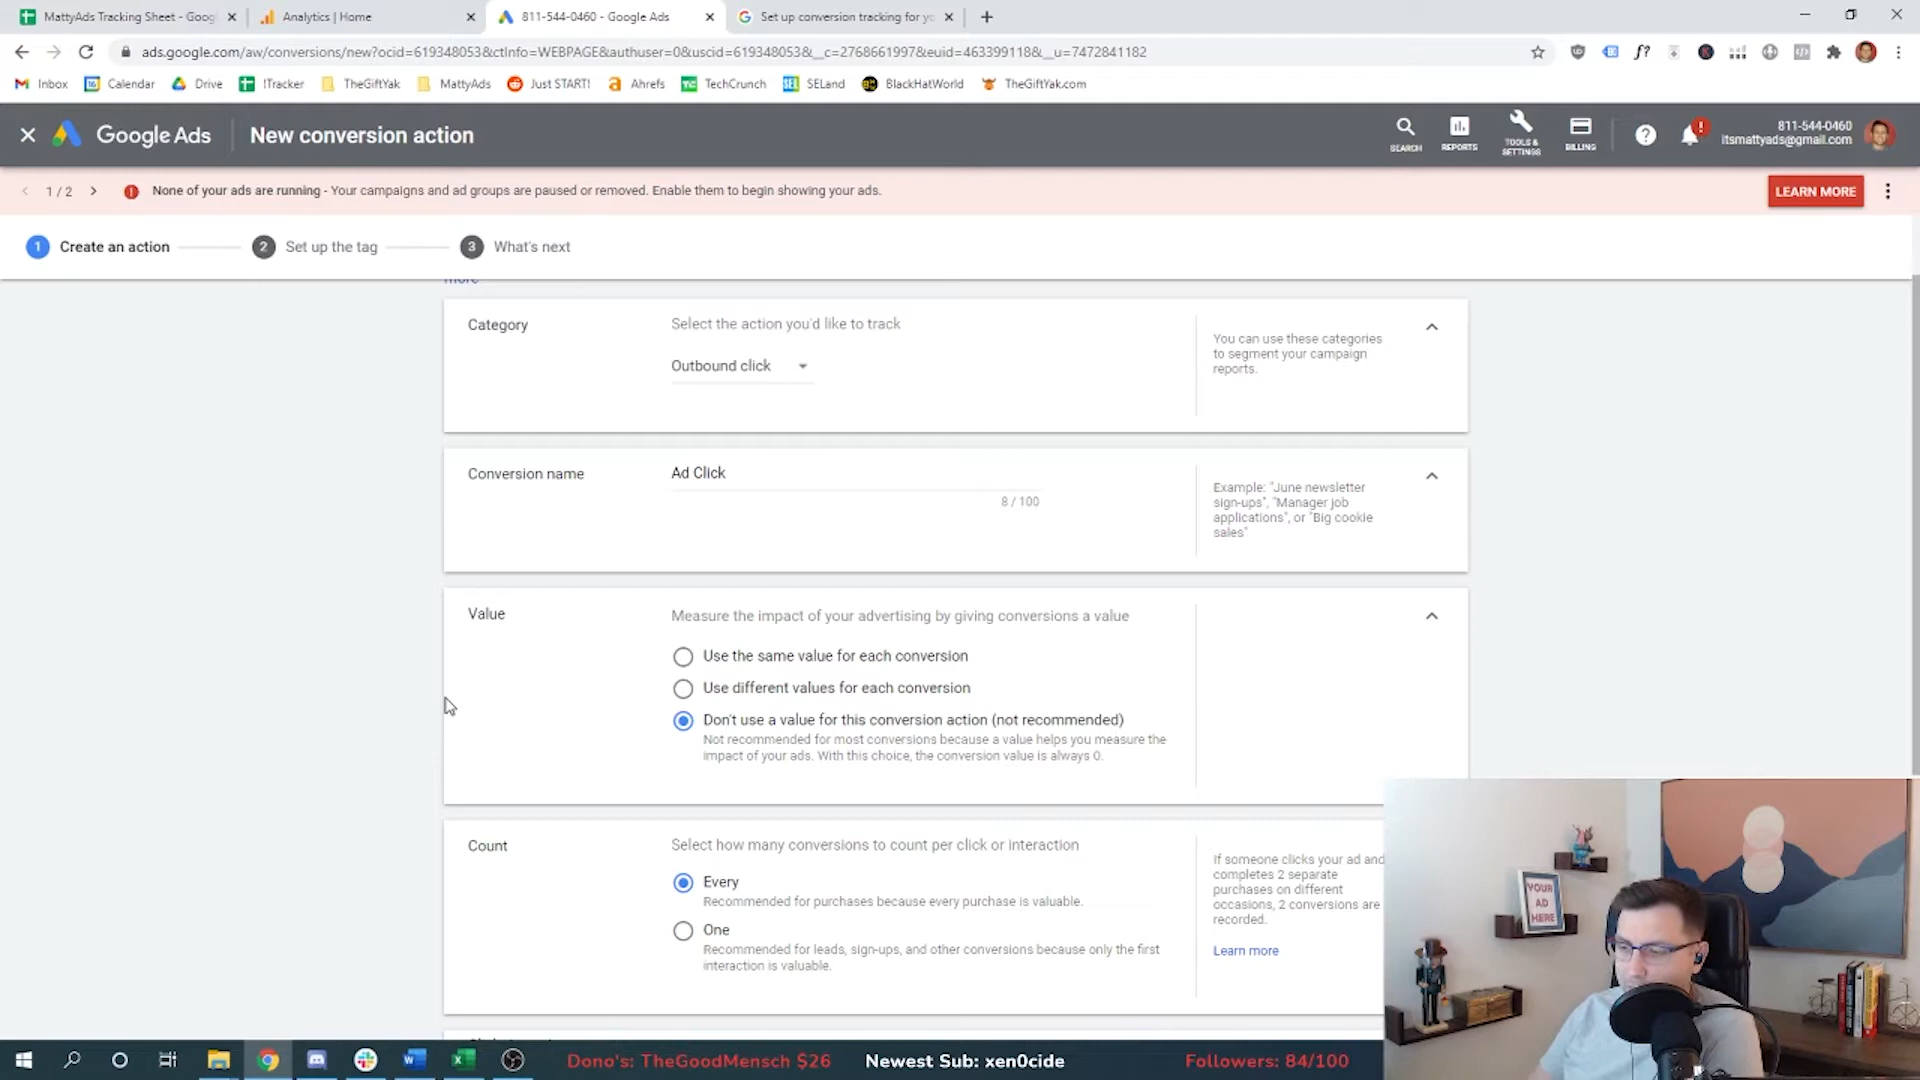 MattyAds Tracking Sheet - Goog
Analytics | Home
811-544-0460 - Google Ads
Set up conversion tracking for yo
ads.google.com/aw/conversions/new?ocid=619348053&ctInfo=WEBPAGE&authuser=0&uscid=619348053&__c=2768661997&euid=463399118&__u=7472841182
Inbox
Calendar
Drive
!Tracker
TheGiftYak
MattyAds
Just START!
Ahrefs
TechCrunch
SELand
BlackHatWorld
TheGiftYak.com
Google Ads
New conversion action
SEARCH
REPORTS
TOOLS & SETTINGS
BILLING
811-544-0460
itsmattyads@gmail.com
1 / 2
None of your ads are running - Your campaigns and ad groups are paused or removed. Enable them to begin showing your ads.
LEARN MORE
1 Create an action
2 Set up the tag
3 What's next
more
Category
Select the action you'd like to track
Outbound click
You can use these categories
to segment your campaign
reports.
Conversion name
Ad Click
8 / 100
Example: "June newsletter
sign-ups", "Manager job
applications", or "Big cookie
sales"
Value
Measure the impact of your advertising by giving conversions a value
Use the same value for each conversion
Use different values for each conversion
Don't use a value for this conversion action (not recommended)
Not recommended for most conversions because a value helps you measure the
impact of your ads. With this choice, the conversion value is always 0.
Count
Select how many conversions to count per click or interaction
Every
Recommended for purchases because every purchase is valuable.
One
Recommended for leads, sign-ups, and other conversions because only the first
interaction is valuable.
If someone clicks your ad and
completes 2 separate
purchases on different
occasions, 2 conversions are
recorded.
Learn more
YOUR
AD
HERE
Dono's: TheGoodMensch $26
Newest Sub: xen0cide
Followers: 84/100